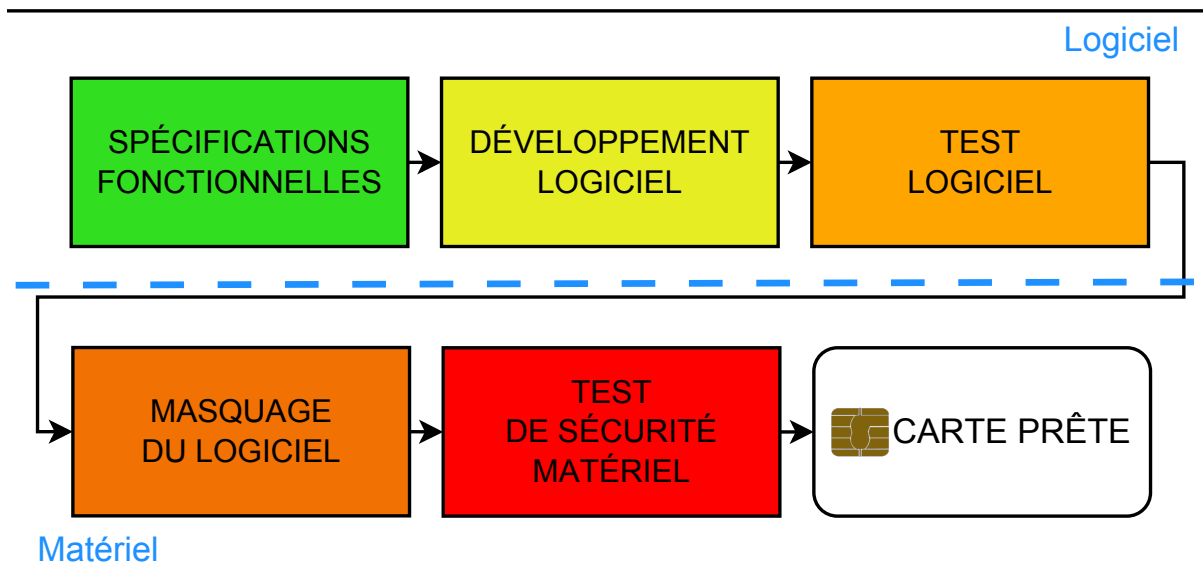 Logiciel
SPÉCIFICATIONS
FONCTIONNELLES
DÉVELOPPEMENT
LOGICIEL
TEST
LOGICIEL
MASQUAGE
DU LOGICIEL
TEST
DE SÉCURITÉ
MATÉRIEL
CARTE PRÊTE
Matériel